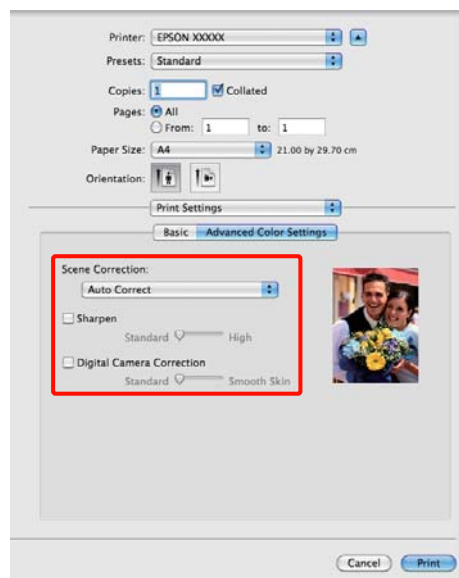 Printer: EPSON XXXXX
Presets: Standard
Copies: 1 Collated
Pages: All
From: 1 to: 1
Paper Size: A4 21.00 by 29.70 cm
Orientation:
Print Settings
Basic Advanced Color Settings
Scene Correction:
Auto Correct
Sharpen
Standard High
Digital Camera Correction
Standard Smooth Skin
Cancel Print